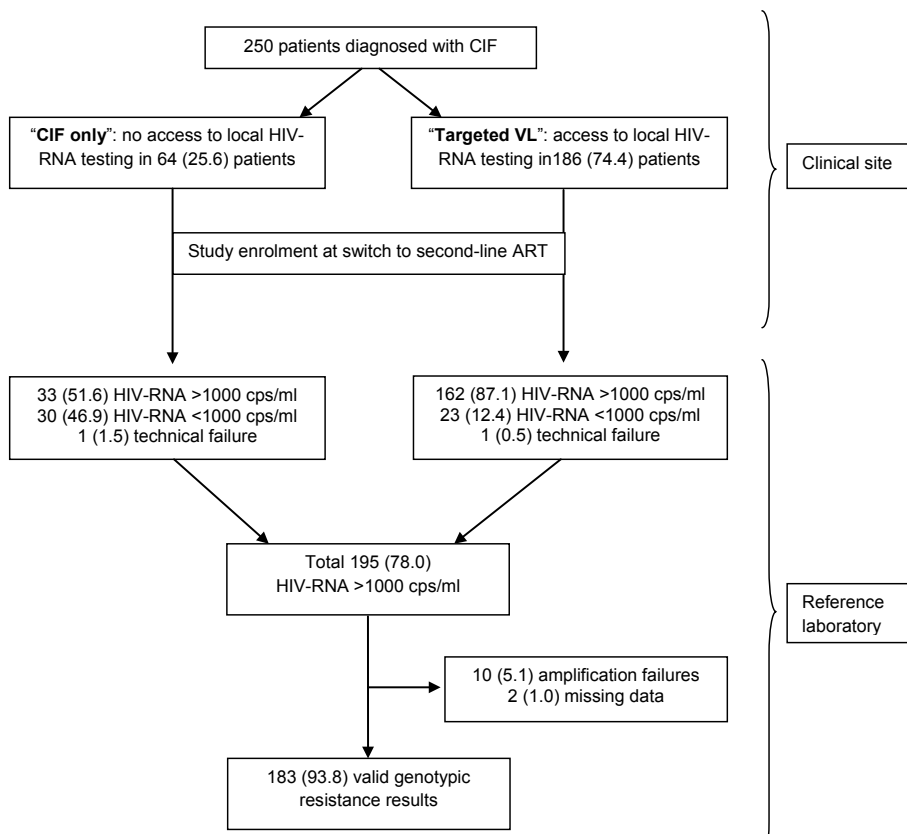 250 patients diagnosed with CIF
“CIF only”: no access to local HIV-
RNA testing in 64 (25.6) patients
“Targeted VL”: access to local HIV-
RNA testing in186 (74.4) patients
Clinical site
Study enrolment at switch to second-line ART
33 (51.6) HIV-RNA >1000 cps/ml
30 (46.9) HIV-RNA <1000 cps/ml
1 (1.5) technical failure
162 (87.1) HIV-RNA >1000 cps/ml
23 (12.4) HIV-RNA <1000 cps/ml
1 (0.5) technical failure
Total 195 (78.0)
HIV-RNA >1000 cps/ml
Reference
laboratory
10 (5.1) amplification failures
2 (1.0) missing data
183 (93.8) valid genotypic
resistance results